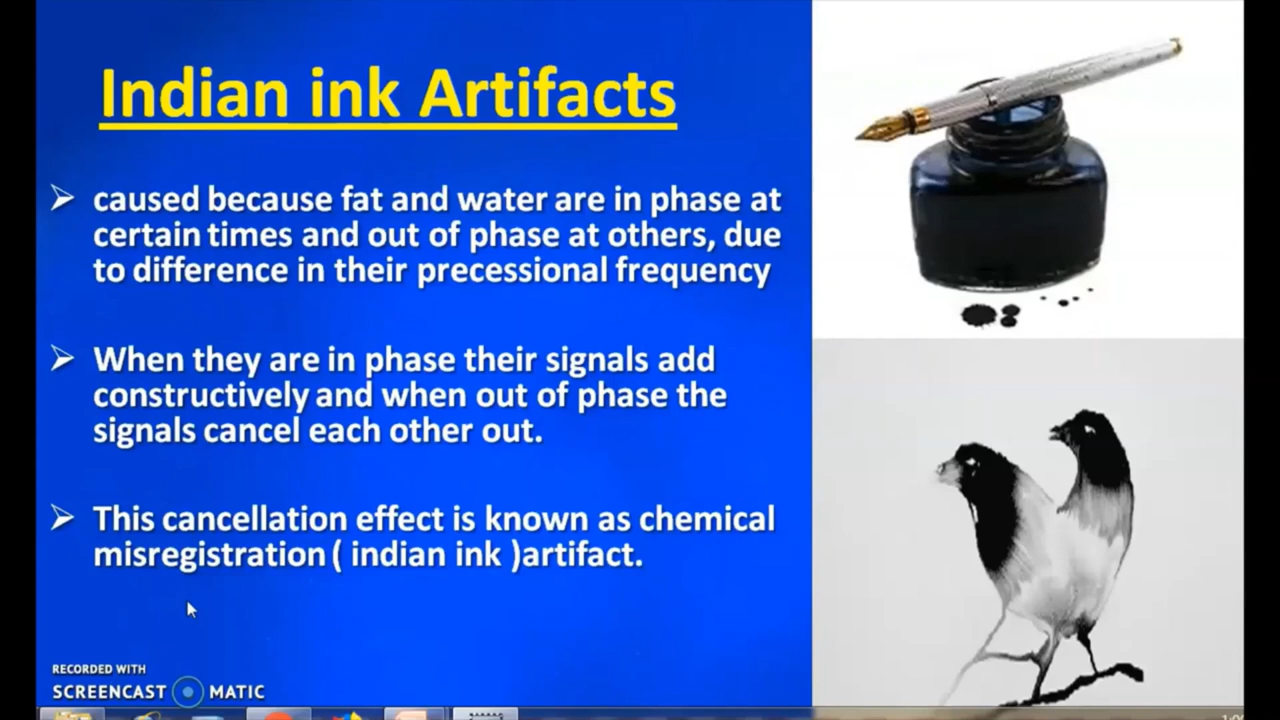 Indian ink Artifacts
caused because fat and water are in phase at
certain times and out of phase at others, due
to difference in their precessional frequency
When they are in phase their signals add
constructively and when out of phase the
signals cancel each other out.
This cancellation effect is known as chemical
misregistration ( indian ink )artifact.
RECORDED WITH
SCREENCAST MATIC